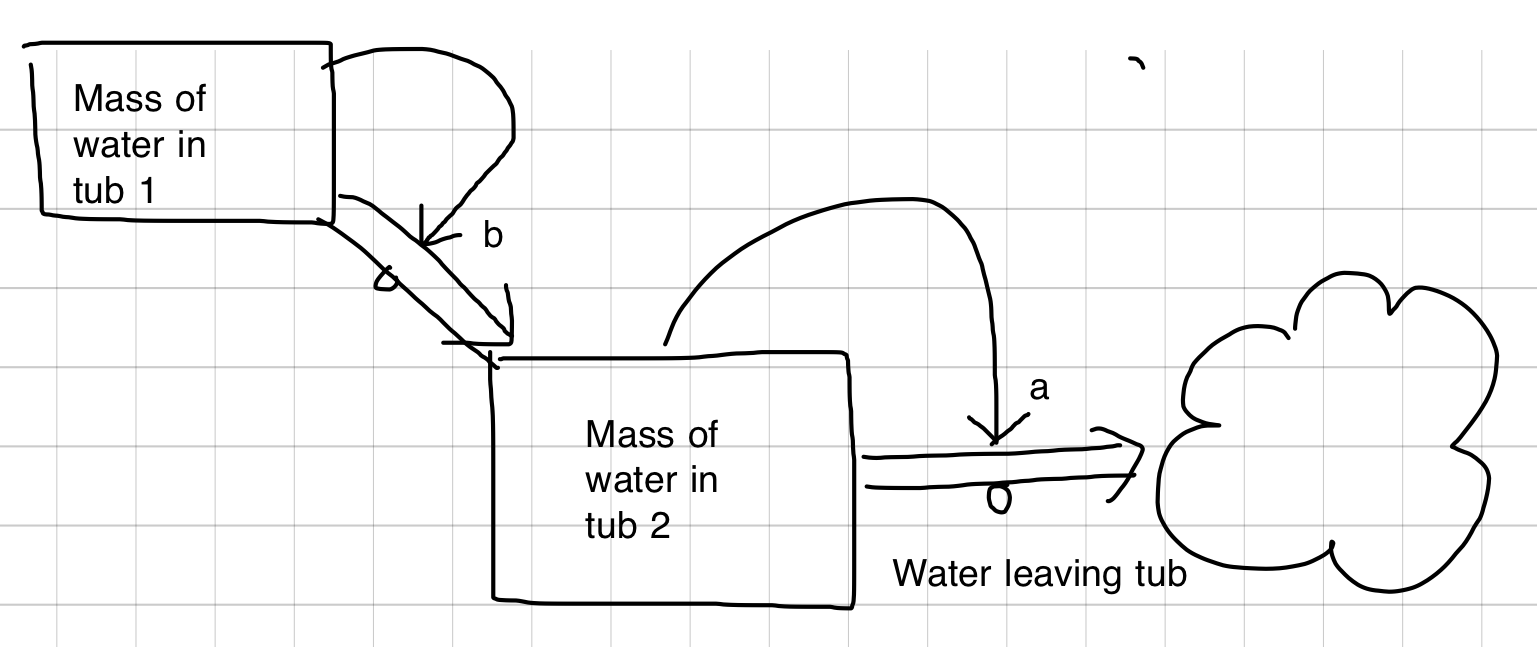 Mass of
water in
tub 1
b
a
Mass of
water in
tub 2
Water leaving tub